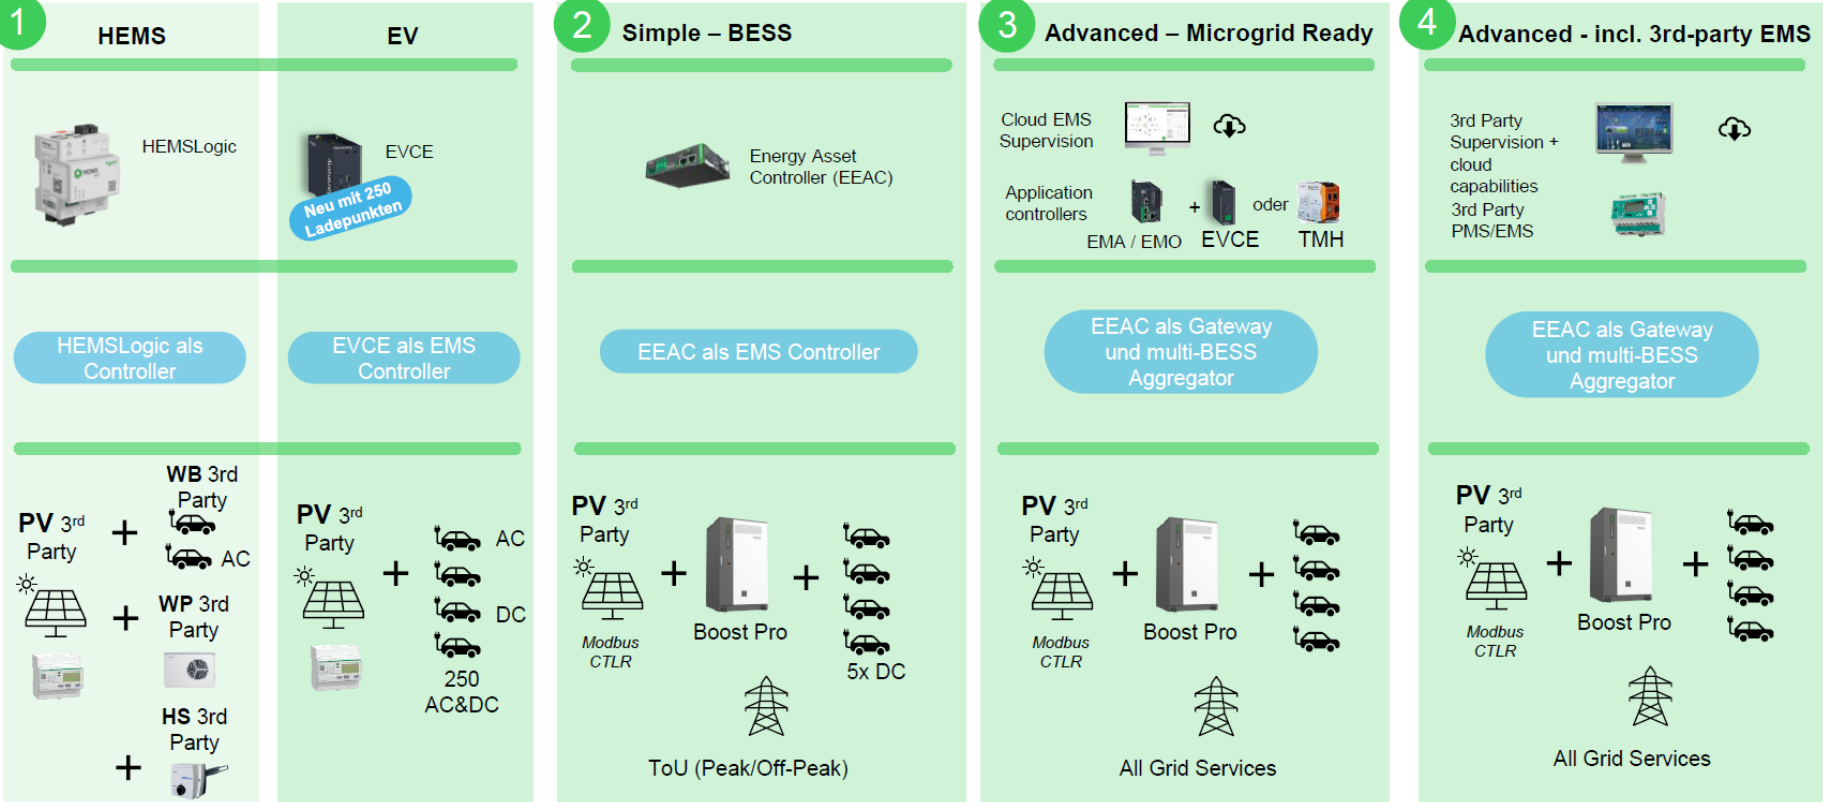 1
HEMS
HEMSLogic
HEMSLogic als
Controller
PV 3rd
Party
+
WB 3rd
Party
AC
+
WP 3rd
Party
+
HS 3rd
Party
EV
EVCE
Neu mit 250
Ladepunkten
EVCE als EMS
Controller
PV 3rd
Party
+
AC
DC
250
AC&DC
2
Simple – BESS
Energy Asset
Controller (EEAC)
EEAC als EMS Controller
PV 3rd
Party
Modbus
CTLR
+
Boost Pro
+
5x DC
ToU (Peak/Off-Peak)
3
Advanced – Microgrid Ready
Cloud EMS
Supervision
Application
controllers
EMA / EMO
+
EVCE
oder
TMH
EEAC als Gateway
und multi-BESS
Aggregator
PV 3rd
Party
Modbus
CTLR
+
Boost Pro
+
All Grid Services
4
Advanced - incl. 3rd-party EMS
3rd Party
Supervision +
cloud
capabilities
3rd Party
PMS/EMS
EEAC als Gateway
und multi-BESS
Aggregator
PV 3rd
Party
Modbus
CTLR
+
Boost Pro
+
All Grid Services